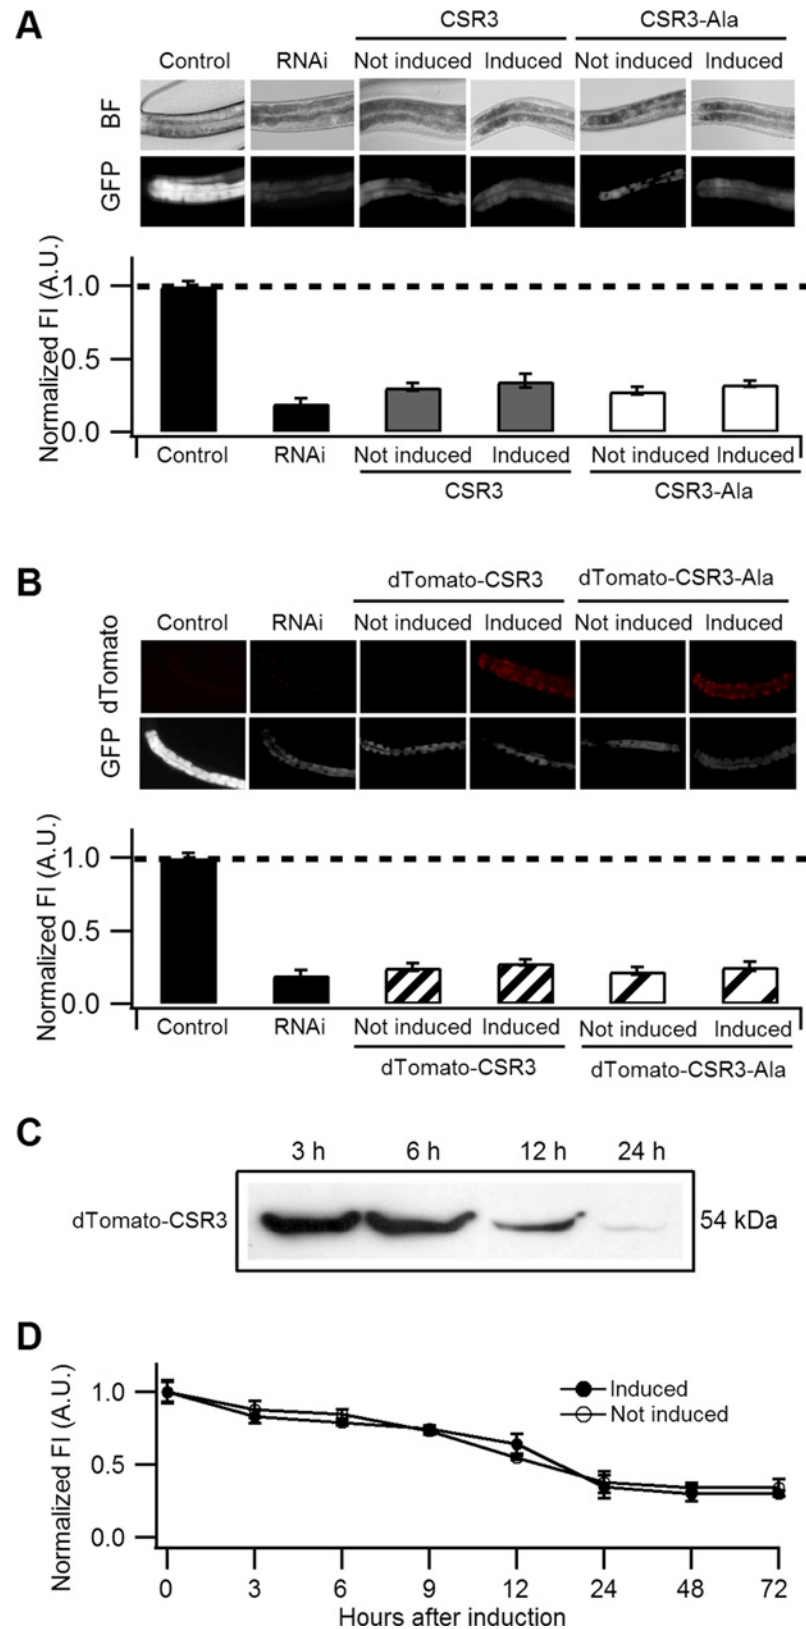 A
CSR3 CSR3-Ala
Control RNAi Not induced Induced Not induced Induced
BF
GFP
Normalized FI (A.U.)
1.0
0.5
0.0
Control RNAi Not induced Induced Not induced Induced
CSR3 CSR3-Ala
B
dTomato-CSR3 dTomato-CSR3-Ala
Control RNAi Not induced Induced Not induced Induced
dTomato
GFP
Normalized FI (A.U.)
1.0
0.5
0.0
Control RNAi Not induced Induced Not induced Induced
dTomato-CSR3 dTomato-CSR3-Ala
C
3 h 6 h 12 h 24 h
dTomato-CSR3 54 kDa
D
Normalized FI (A.U.)
1.0
0.5
0.0
Induced
Not induced
0 3 6 9 12 24 48 72
Hours after induction